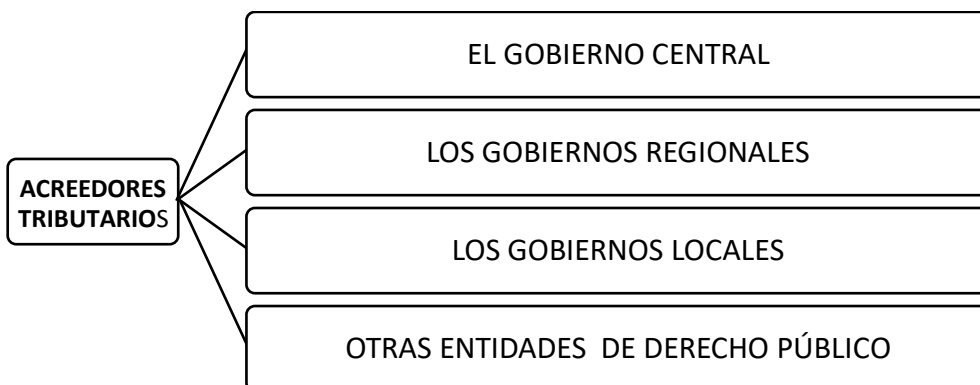 EL GOBIERNO CENTRAL
LOS GOBIERNOS REGIONALES
ACREEDORES
TRIBUTARIOS
LOS GOBIERNOS LOCALES
OTRAS ENTIDADES DE DERECHO PÚBLICO